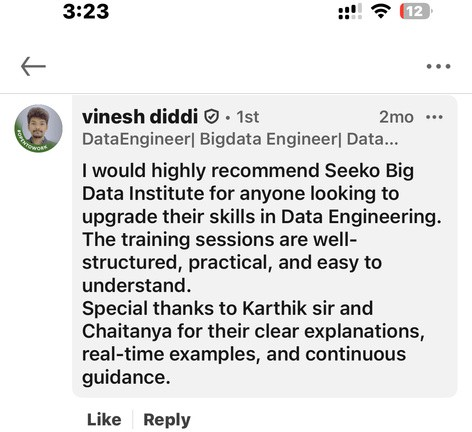 3:23
12
vinesh diddi • 1st
2mo
DataEngineer| Bigdata Engineer| Data...
#OPENTOWORK
I would highly recommend Seeko Big
Data Institute for anyone looking to
upgrade their skills in Data Engineering.
The training sessions are well-
structured, practical, and easy to
understand.
Special thanks to Karthik sir and
Chaitanya for their clear explanations,
real-time examples, and continuous
guidance.
Like
Reply